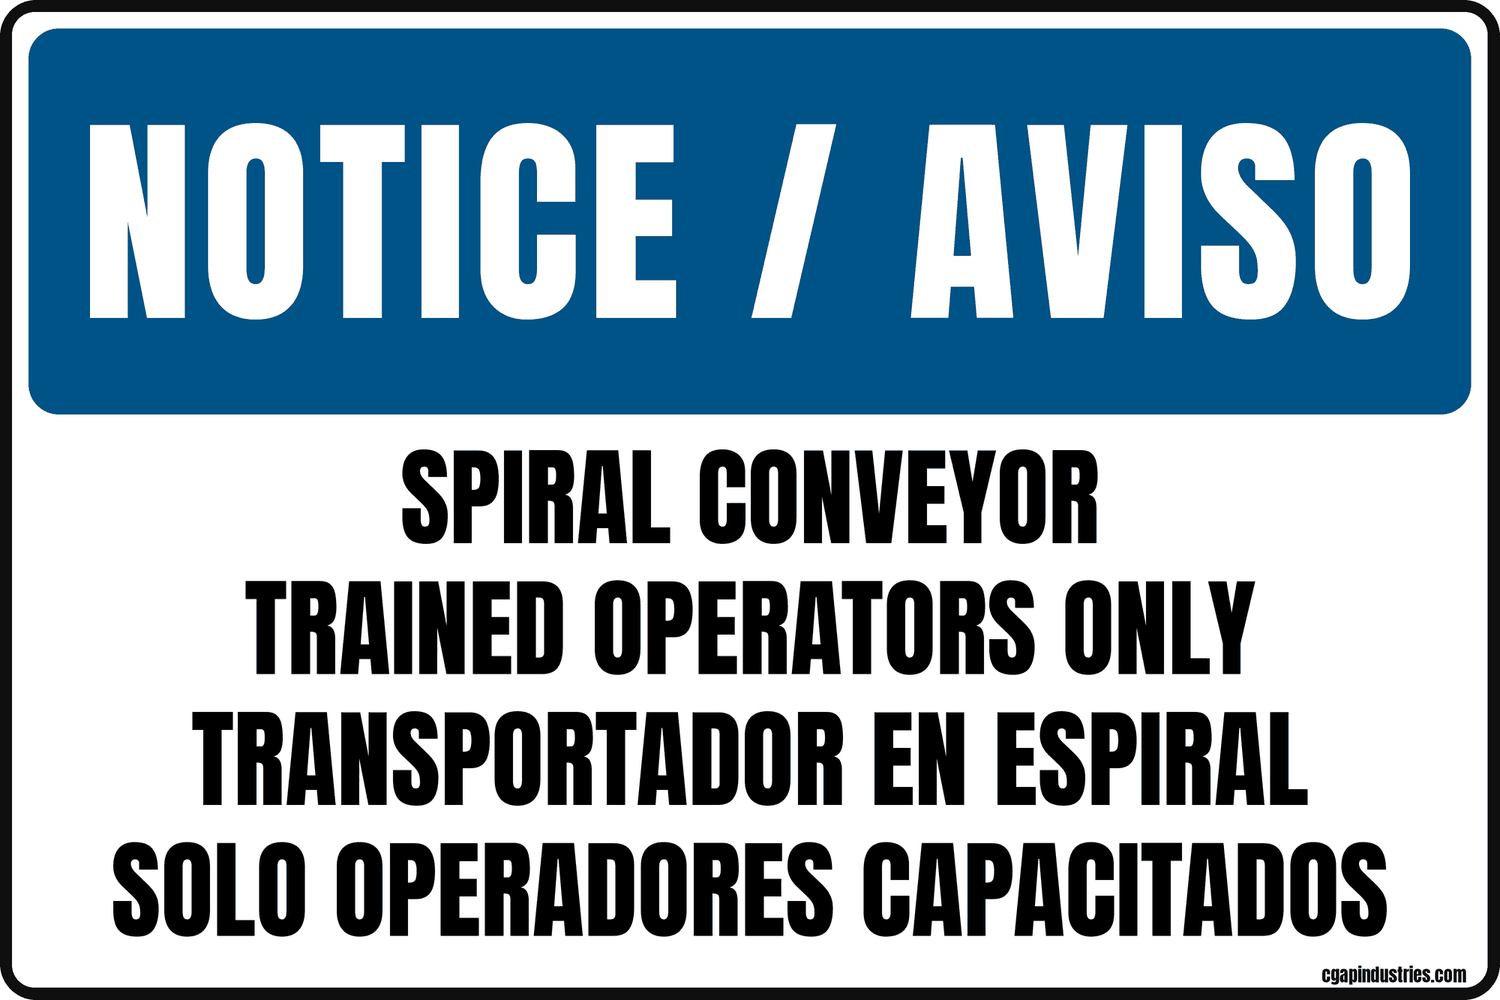 NOTICE / AVISO
SPIRAL CONVEYOR
TRAINED OPERATORS ONLY
TRANSPORTADOR EN ESPIRAL
SOLO OPERADORES CAPACITADOS
cgapindustries.com